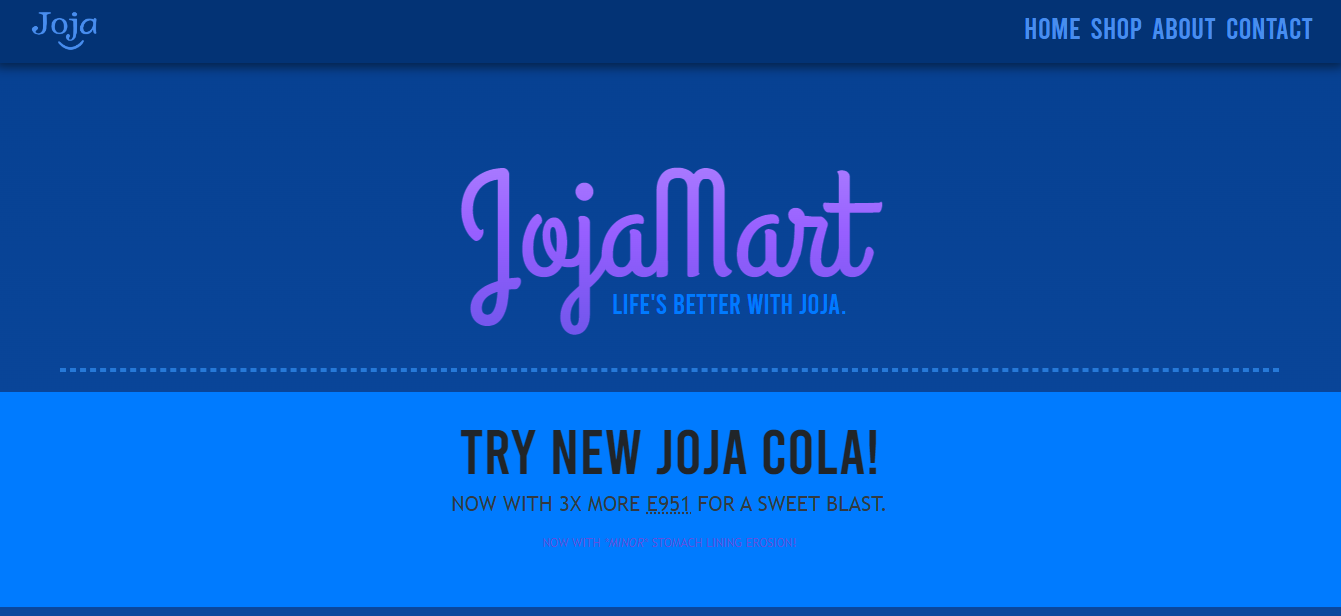 Joja
HOME SHOP ABOUT CONTACT
JojaMart
LIFE'S BETTER WITH JOJA.
TRY NEW JOJA COLA!
NOW WITH 3X MORE E951 FOR A SWEET BLAST.
NOW WITH STOMACH LINING EROSION!